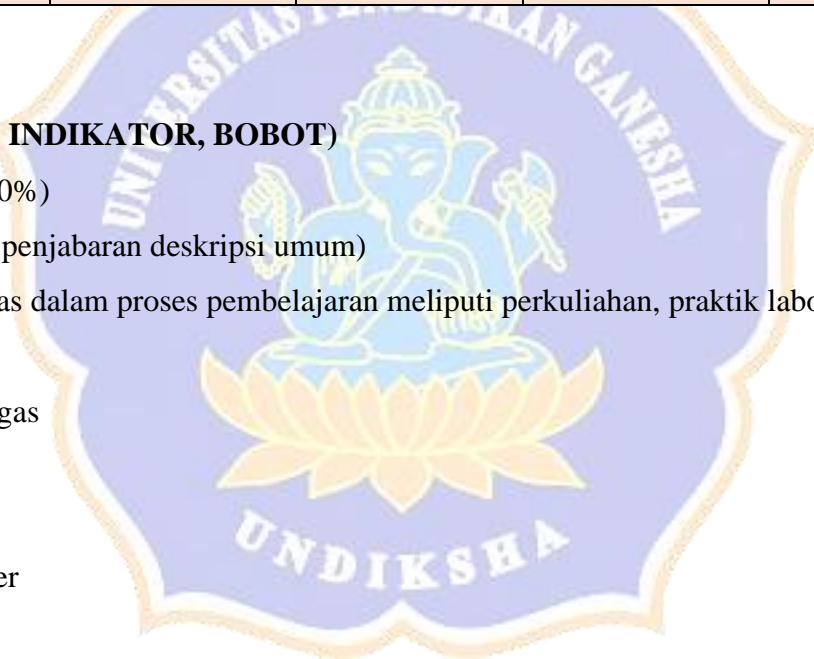 UNIVERSITAS PENDIDIKAN GANESHA
INDIKATOR, BOBOT)
0%)
penjabaran deskripsi umum)
as dalam proses pembelajaran meliputi perkuliahan, praktik labo
gas
UNDIKSHA
er